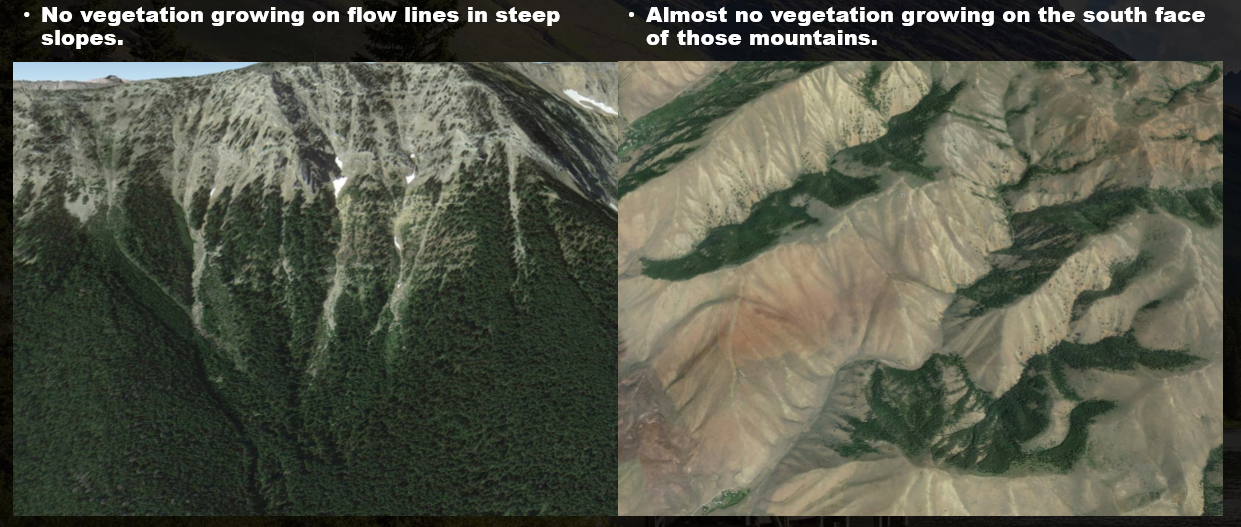 • No vegetation growing on flow lines in steep
slopes.
• Almost no vegetation growing on the south face
of those mountains.